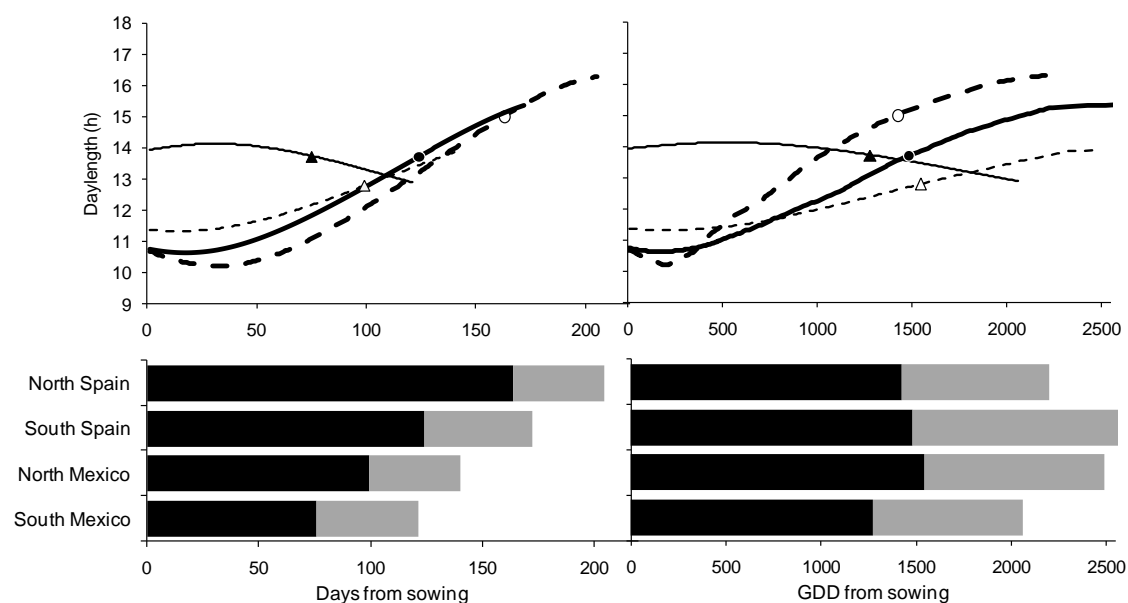 18
17
16
15
14
13
12
11
10
9
Daylength (h)
0 50 100 150 200
0 500 1000 1500 2000 2500
North Spain
South Spain
North Mexico
South Mexico
0 50 100 150 200
0 500 1000 1500 2000 2500
Days from sowing
GDD from sowing